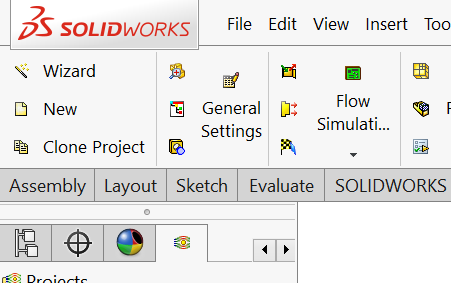 SOLIDWORKS
File Edit View Insert
Wizard
New
Clone Project
General
Settings
Flow
Simulati...
Assembly Layout Sketch Evaluate SOLIDWORKS
Projects